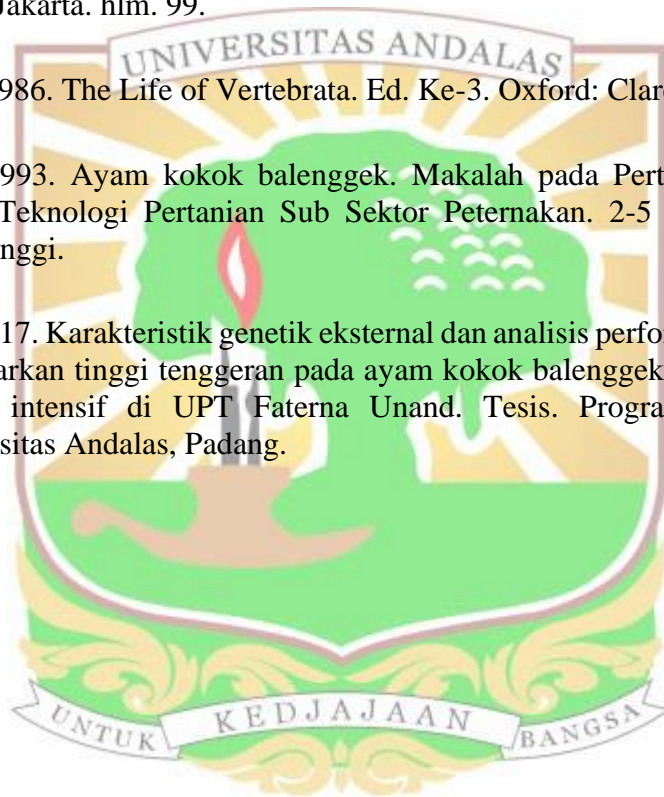 Jakarta. hlm. 99.
UNIVERSITAS ANDALAS
986. The Life of Vertebrata. Ed. Ke-3. Oxford: Clar
993. Ayam kokok balenggek. Makalah pada Pert
Teknologi Pertanian Sub Sektor Peternakan. 2-5
nggi.
17. Karakteristik genetik eksternal dan analisis perfo
arkan tinggi tenggeran pada ayam kokok balenggek
intensif di UPT Faterna Unand. Tesis. Progra
sitas Andalas, Padang.
UNTUK KEDJAJAAN BANGSA